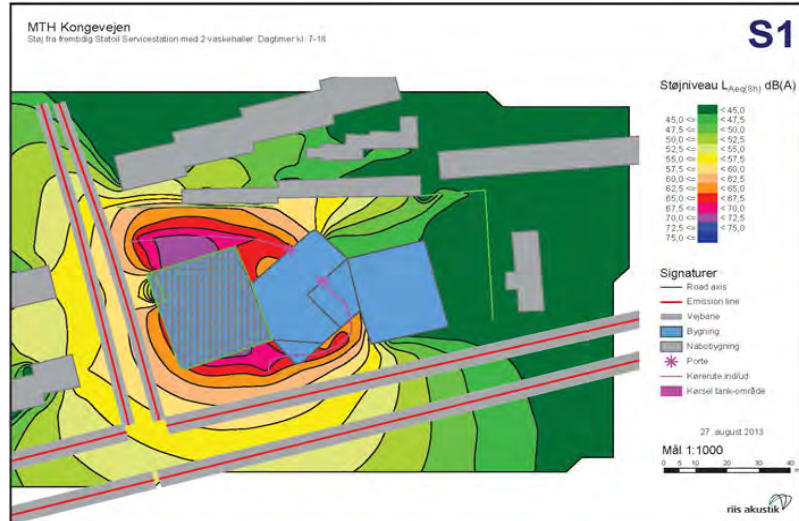 MTH Kongevejen
Støj fra fremtidig Statoil Servicestation med 2 vaskehaller. Dagtimer kl. 7-18
S1
Støjniveau LAeq(8h) dB(A)
< 45,0
45,0 <= < 47,5
47,5 <= < 50,0
50,0 <= < 52,5
52,5 <= < 55,0
55,0 <= < 57,5
57,5 <= < 60,0
60,0 <= < 62,5
62,5 <= < 65,0
65,0 <= < 67,5
67,5 <= < 70,0
70,0 <= < 72,5
72,5 <= < 75,0
75,0 <=
Signaturer
Road axis
Emission line
Vejbane
Bygning
Nabobygning
Porte
Kørerute ind/ud
Kørsel tank-område
27. august 2013
Mål 1:1000
0 5 10 20 30 40
m
riis akustik